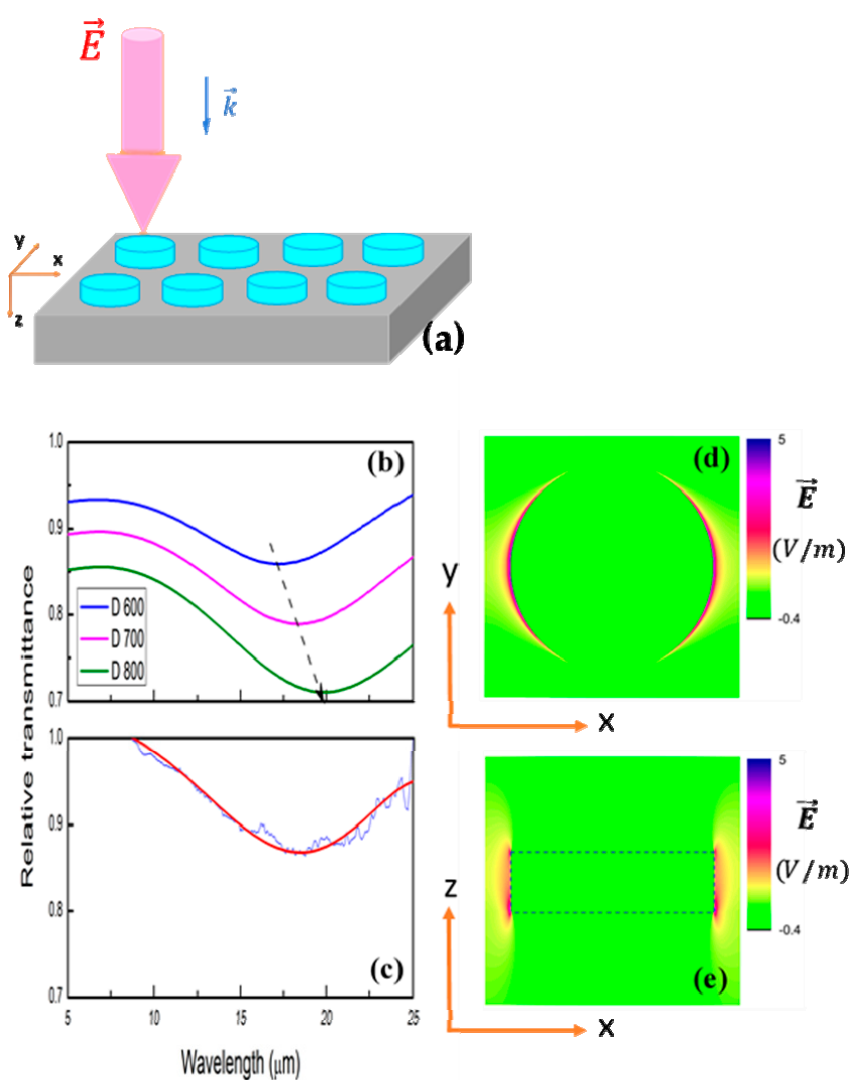 E⃗
k⃗
y
x
z
(a)
1.0
0.9
0.8
0.7
(b)
D 600
D 700
D 800
1.0
0.9
0.8
0.7
(c)
5
10
15
20
25
Relative transmittance
Wavelength (μm)
(d)
5
E⃗
(V/m)
-0.4
y
x
(e)
5
E⃗
(V/m)
-0.4
z
x